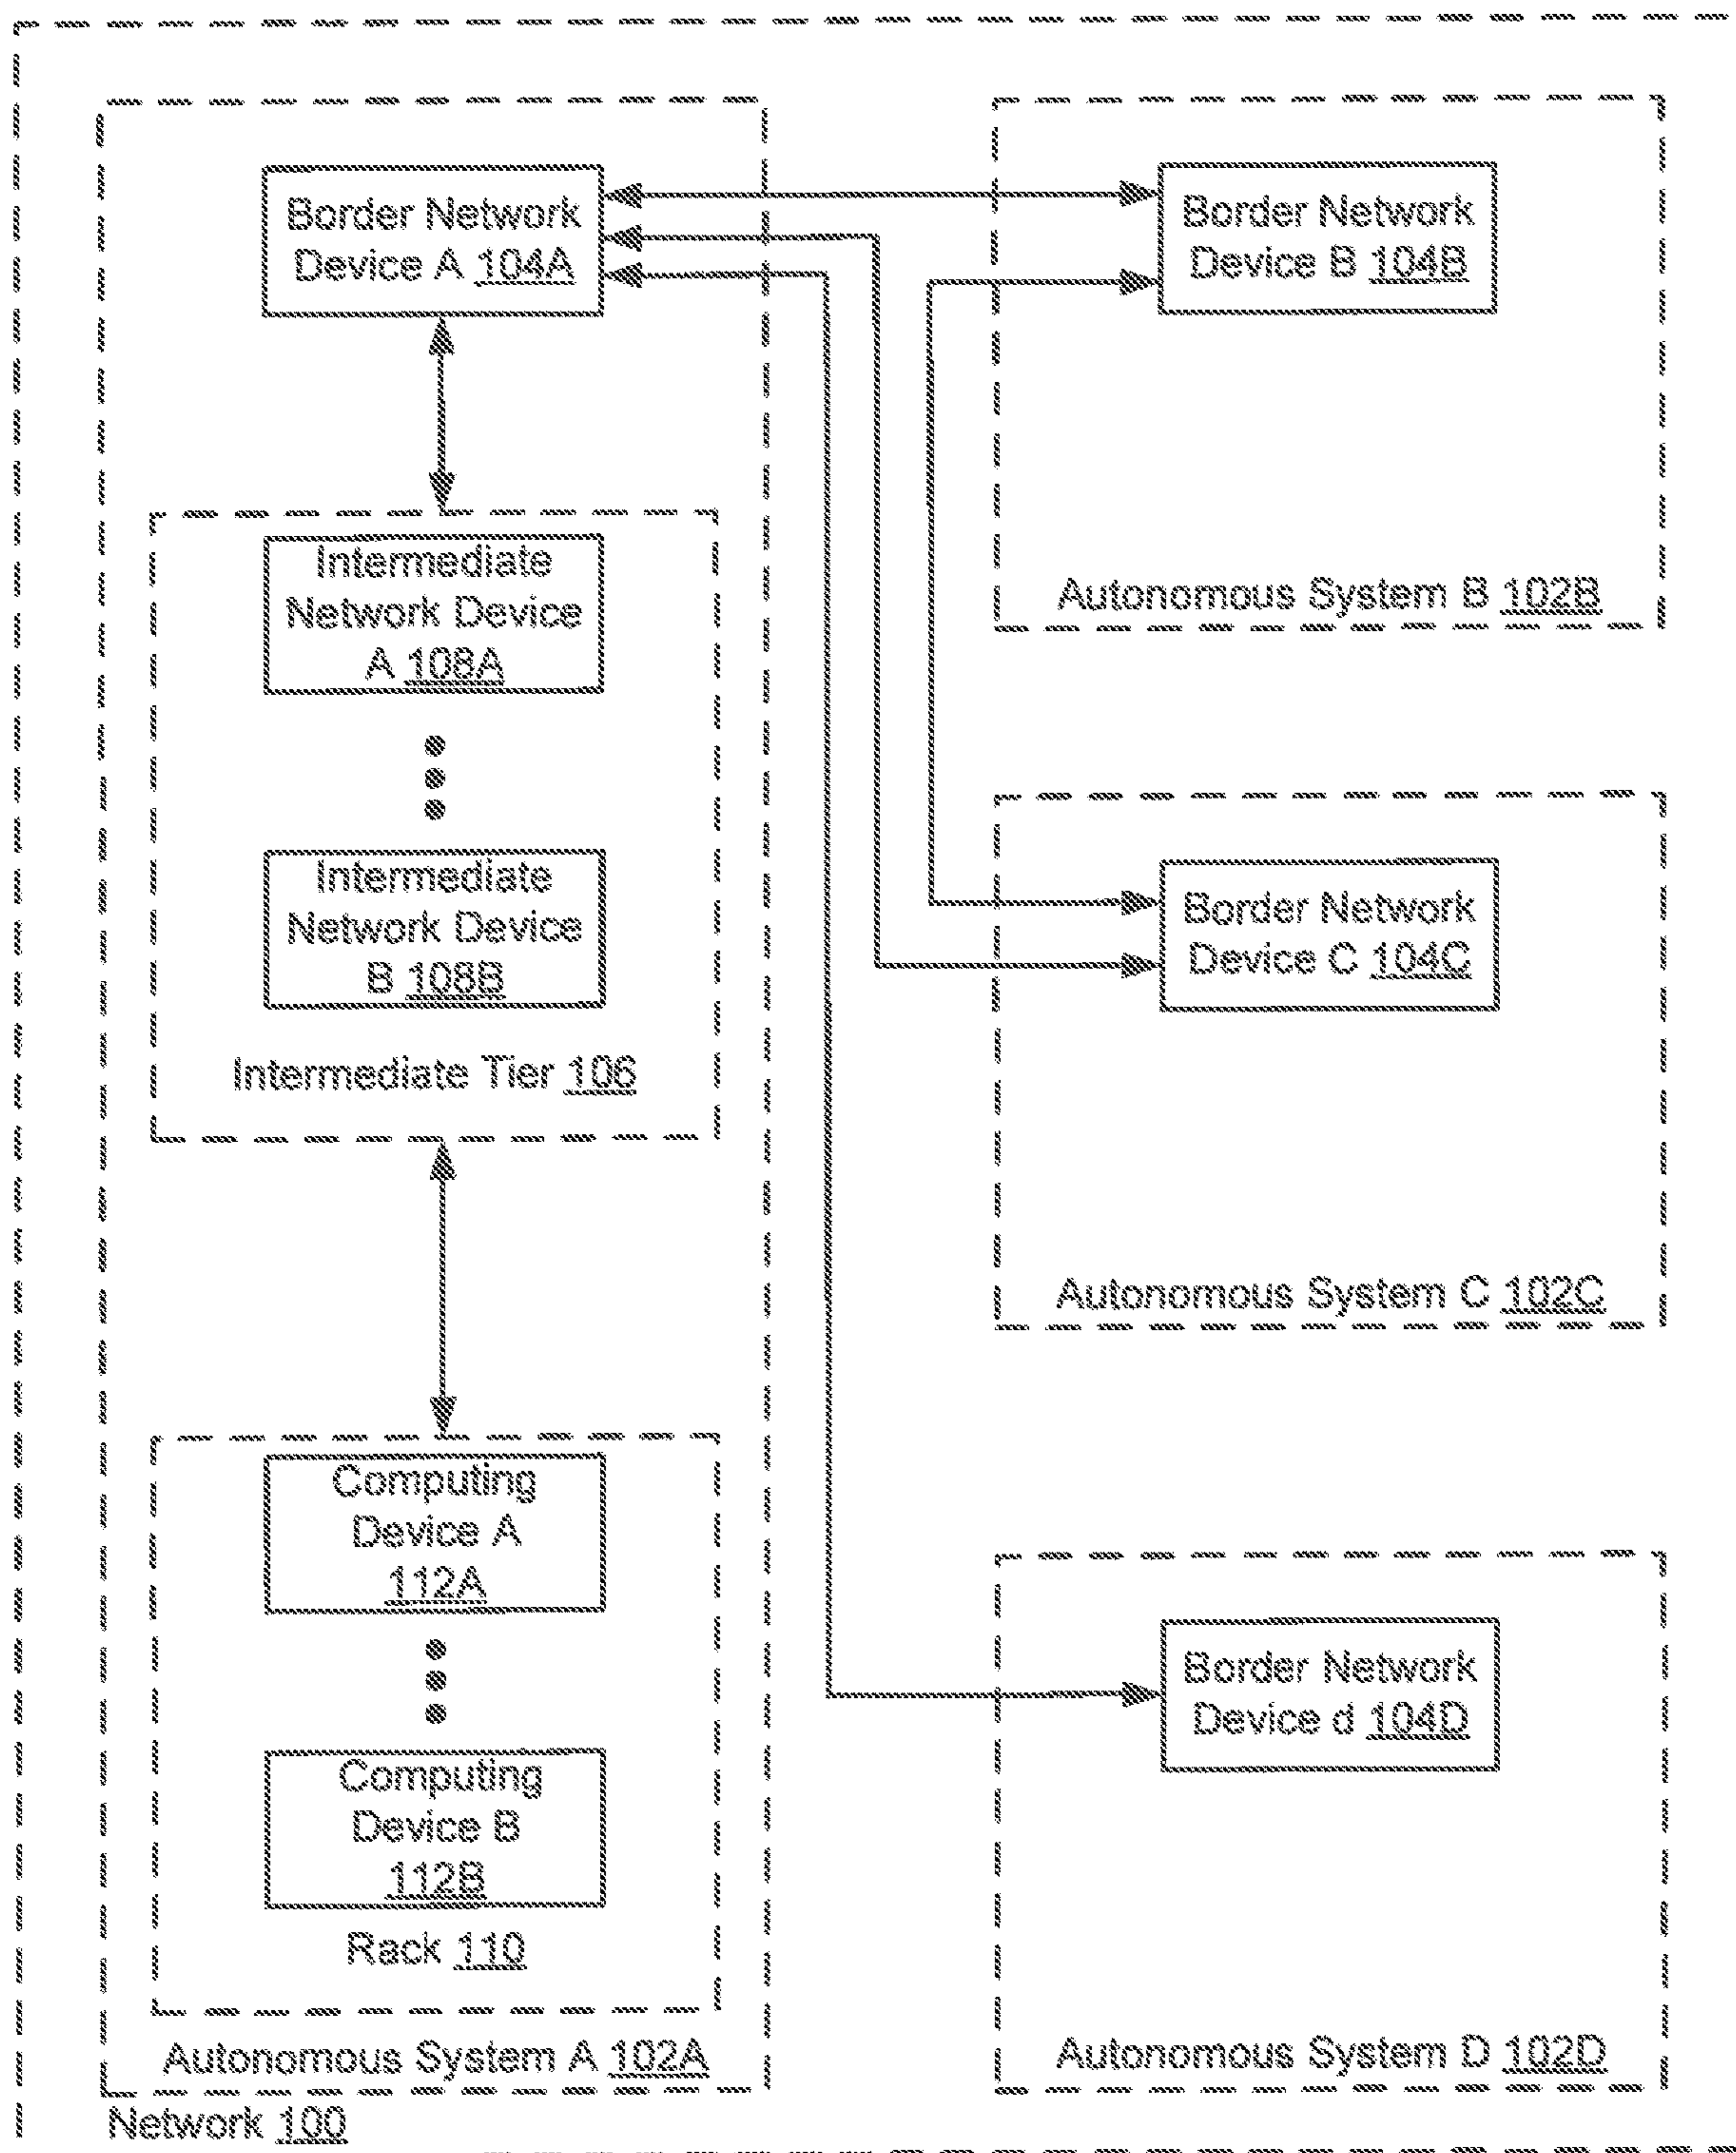 Border Network
Device A 104A
Intermediate
Network Device
A 108A
Intermediate
Network Device
B 108B
Intermediate Tier 106
Computing
Device A
112A
Computing
Device B
112B
Rack 110
Autonomous System A 102A
Border Network
Device B 104B
Autonomous System B 102B
Border Network
Device C 104C
Autonomous System C 102C
Border Network
Device d 104D
Autonomous System D 102D
Network 100